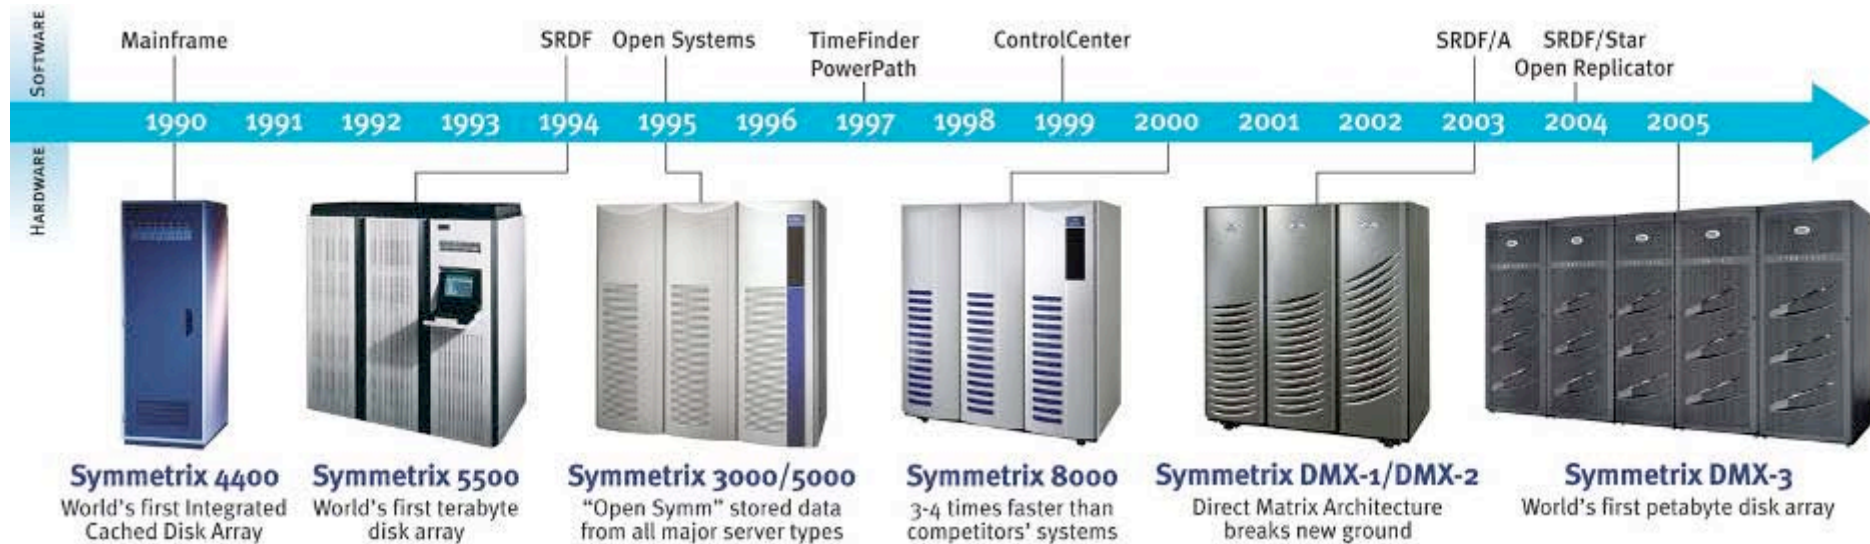 SOFTWARE
Mainframe
SRDF
Open Systems
TimeFinder
PowerPath
ControlCenter
SRDF/A
SRDF/Star
Open Replicator
1990 1991 1992 1993 1994 1995 1996 1997 1998 1999 2000 2001 2002 2003 2004 2005
HARDWARE
Symmetrix 4400
World's first Integrated
Cached Disk Array
Symmetrix 5500
World's first terabyte
disk array
Symmetrix 3000/5000
"Open Symm" stored data
from all major server types
Symmetrix 8000
3-4 times faster than
competitors' systems
Symmetrix DMX-1/DMX-2
Direct Matrix Architecture
breaks new ground
Symmetrix DMX-3
World's first petabyte disk array